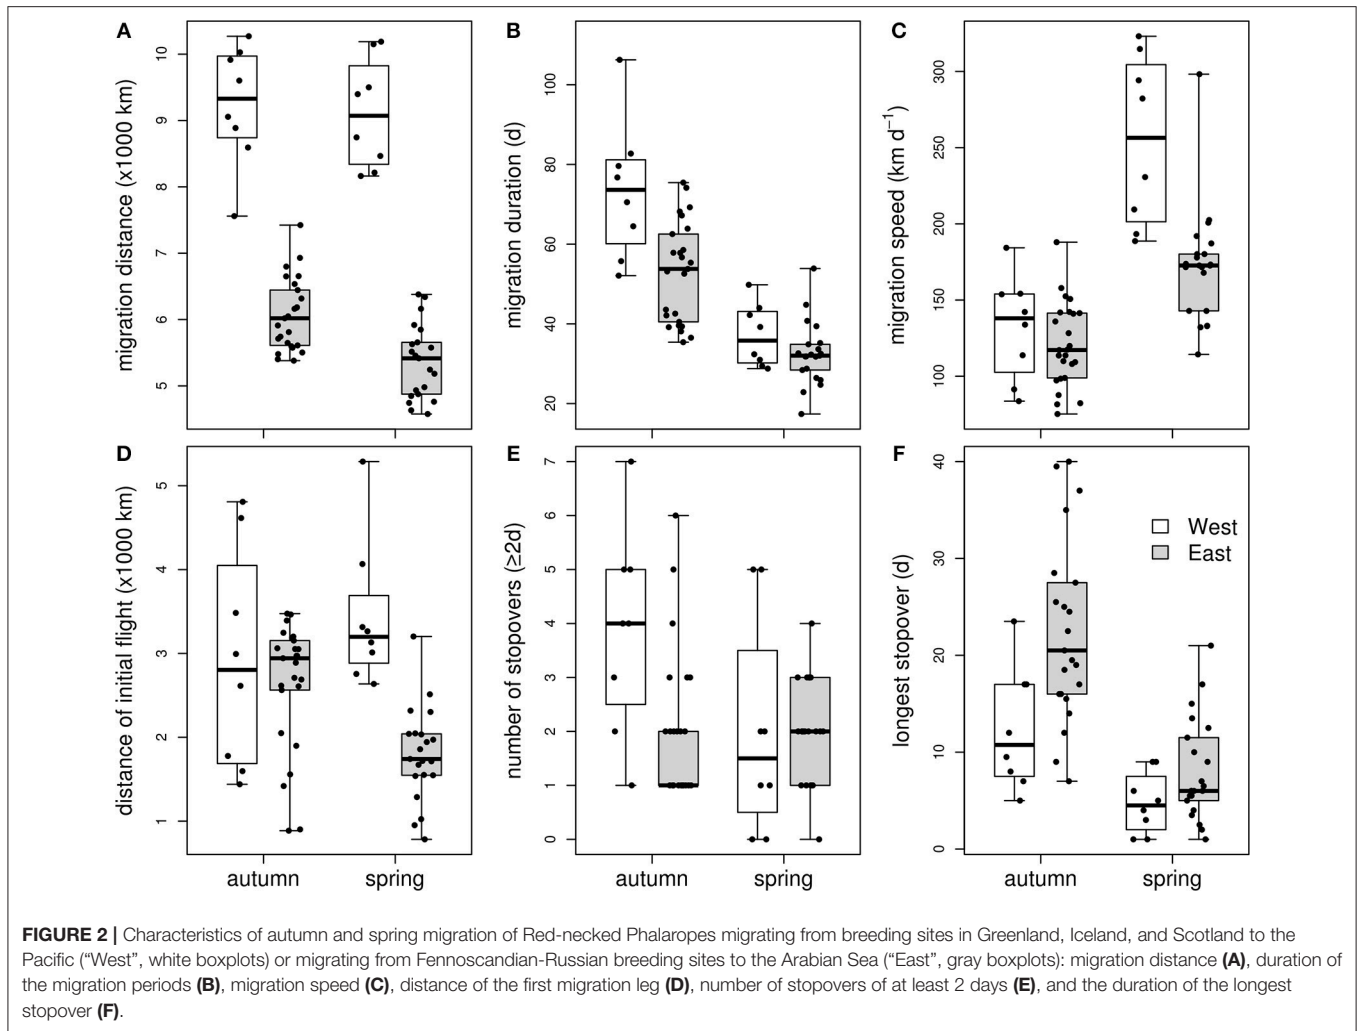 A
migration distance (x1000 km)
10
9
8
7
6
5
B
migration duration (d)
100
80
60
40
20
C
migration speed (km d⁻¹)
300
250
200
150
100
D
distance of initial flight (x1000 km)
5
4
3
2
1
autumn
spring
E
number of stopovers (≥2d)
7
6
5
4
3
2
1
0
autumn
spring
F
longest stopover (d)
40
30
20
10
0
West
East
autumn
spring
FIGURE 2 | Characteristics of autumn and spring migration of Red-necked Phalaropes migrating from breeding sites in Greenland, Iceland, and Scotland to the
Pacific (“West”, white boxplots) or migrating from Fennoscandian-Russian breeding sites to the Arabian Sea (“East”, gray boxplots): migration distance (A), duration of
the migration periods (B), migration speed (C), distance of the first migration leg (D), number of stopovers of at least 2 days (E), and the duration of the longest
stopover (F).